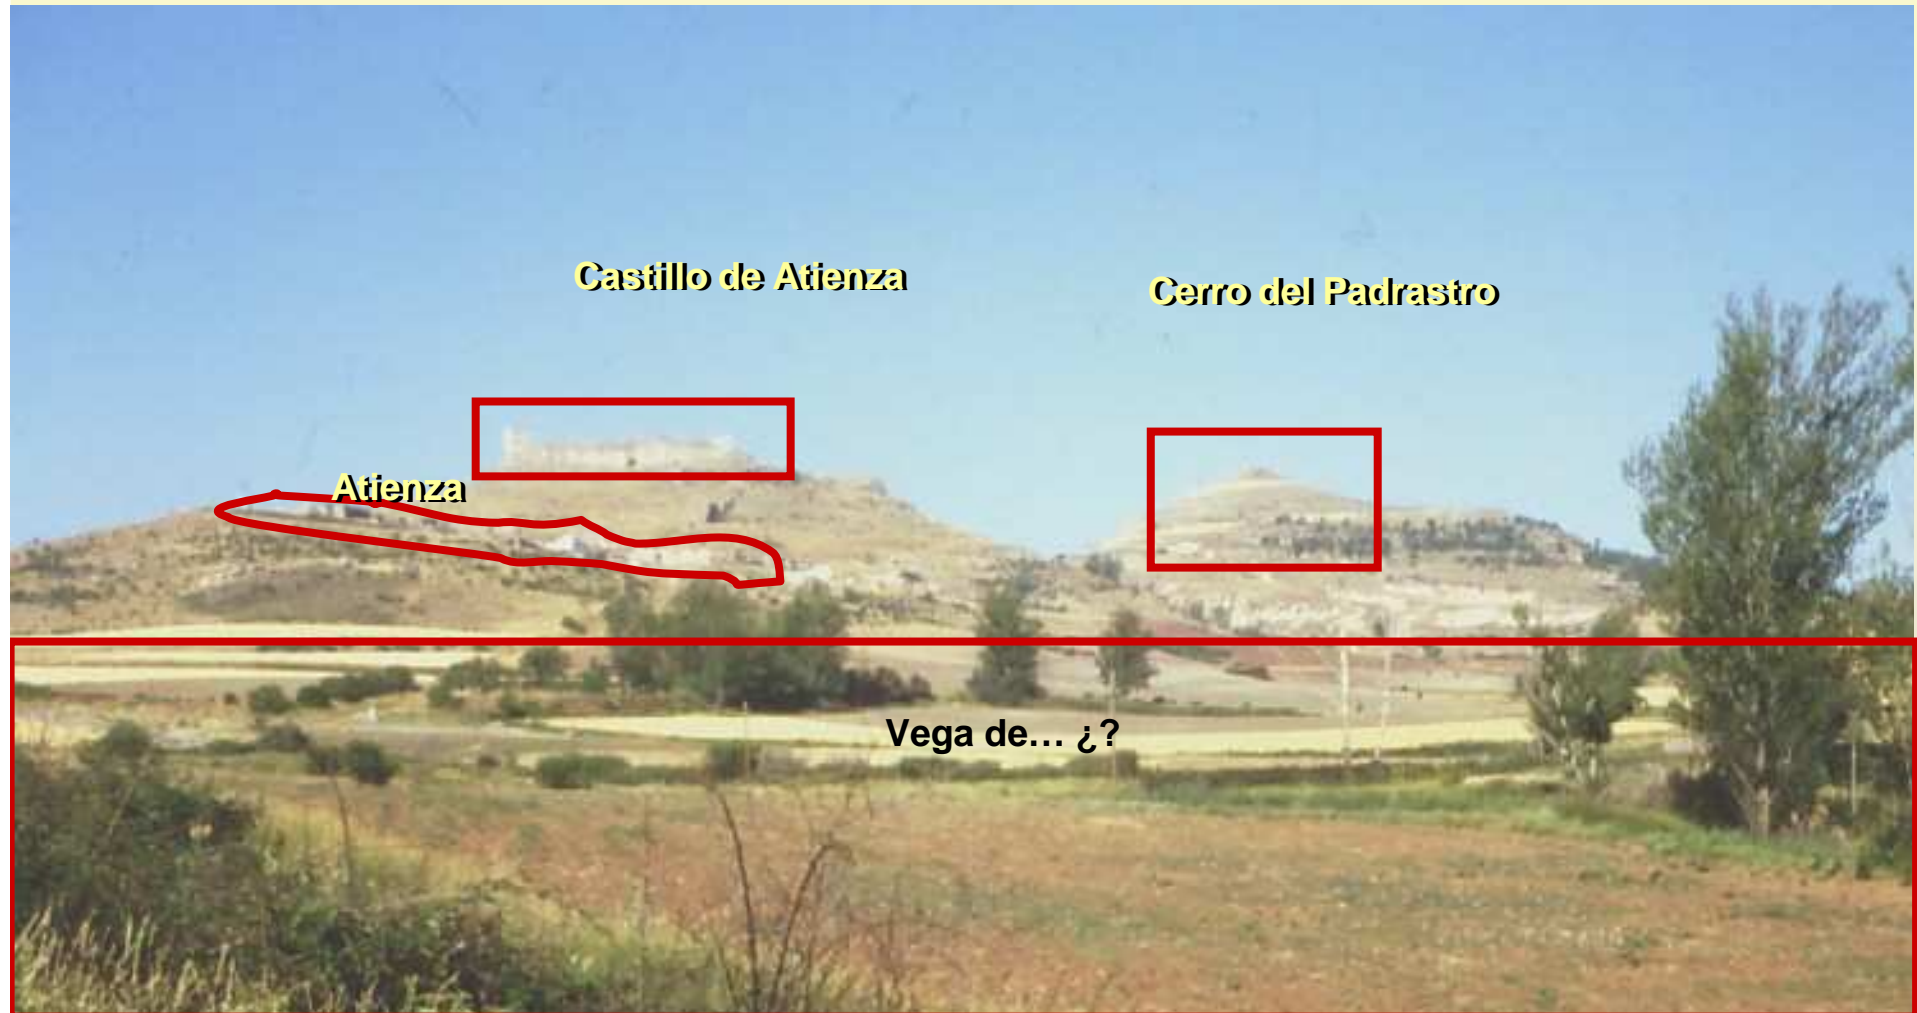 Castillo de Atienza
Cerro del Padrastro
Atienza
Vega de... ¿?